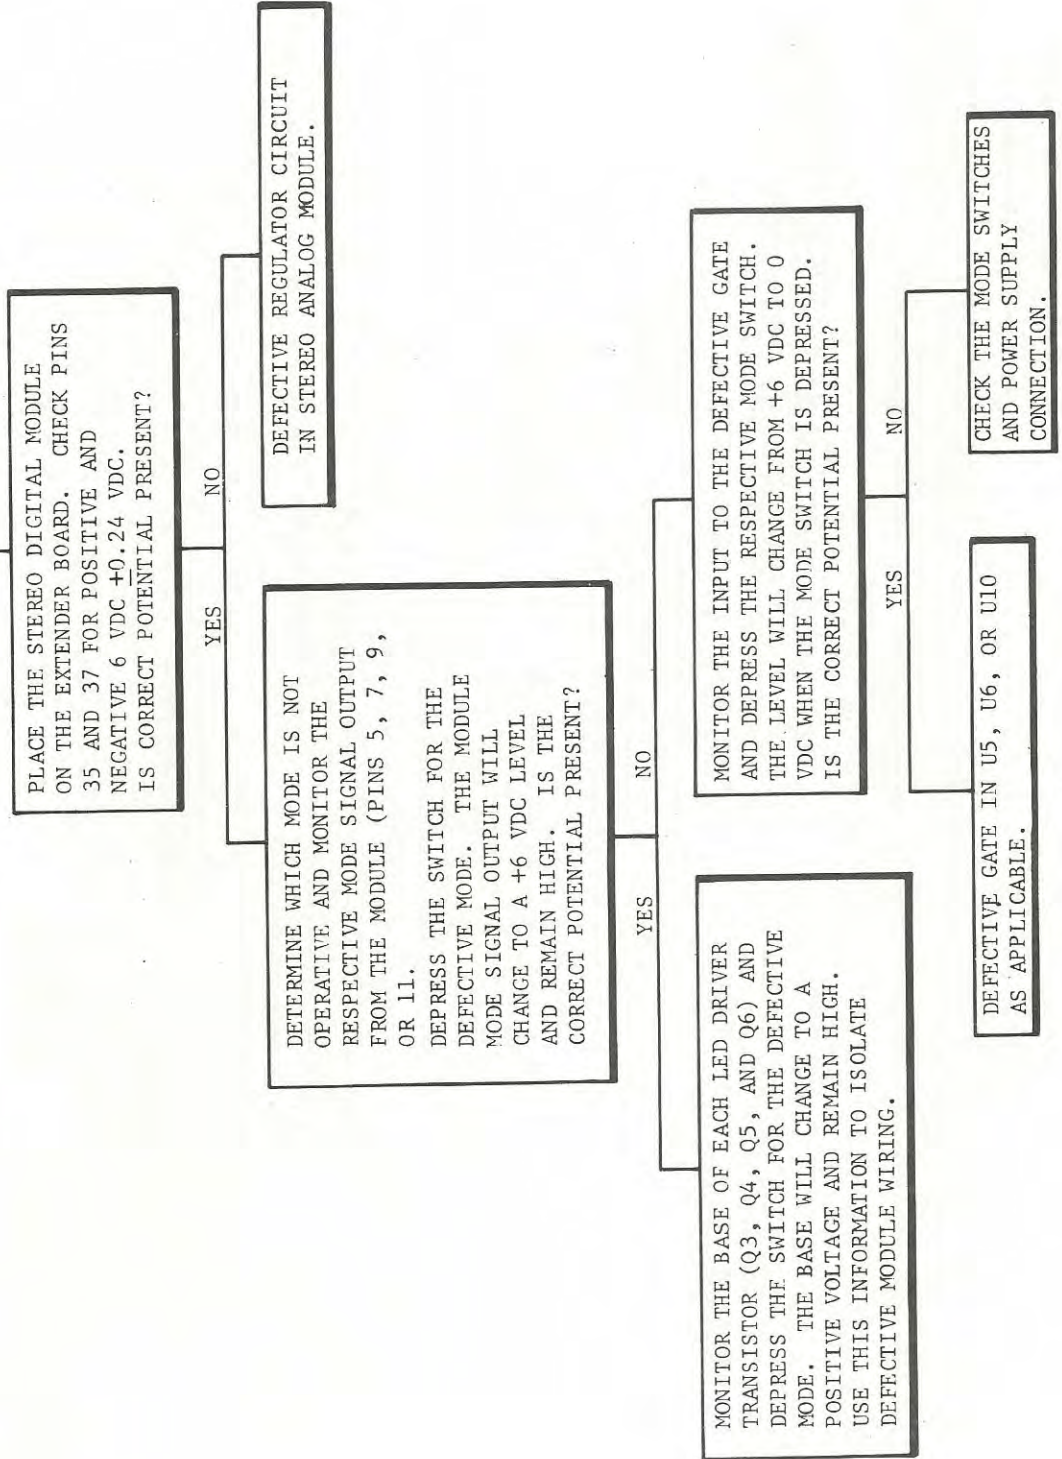 PLACE THE STEREO DIGITAL MODULE
ON THE EXTENDER BOARD. CHECK PINS
35 AND 37 FOR POSITIVE AND
NEGATIVE 6 VDC ±0.24 VDC.
IS CORRECT POTENTIAL PRESENT?
YES
NO
DEFECTIVE REGULATOR CIRCUIT
IN STEREO ANALOG MODULE.
DETERMINE WHICH MODE IS NOT
OPERATIVE AND MONITOR THE
RESPECTIVE MODE SIGNAL OUTPUT
FROM THE MODULE (PINS 5, 7, 9,
OR 11.
DEPRESS THE SWITCH FOR THE
DEFECTIVE MODE. THE MODULE
MODE SIGNAL OUTPUT WILL
CHANGE TO A +6 VDC LEVEL
AND REMAIN HIGH. IS THE
CORRECT POTENTIAL PRESENT?
YES
NO
MONITOR THE BASE OF EACH LED DRIVER
TRANSISTOR (Q3, Q4, Q5, AND Q6) AND
DEPRESS THE SWITCH FOR THE DEFECTIVE
MODE. THE BASE WILL CHANGE TO A
POSITIVE VOLTAGE AND REMAIN HIGH.
USE THIS INFORMATION TO ISOLATE
DEFECTIVE MODULE WIRING.
MONITOR THE INPUT TO THE DEFECTIVE GATE
AND DEPRESS THE RESPECTIVE MODE SWITCH.
THE LEVEL WILL CHANGE FROM +6 VDC TO 0
VDC WHEN THE MODE SWITCH IS DEPRESSED.
IS THE CORRECT POTENTIAL PRESENT?
YES
NO
DEFECTIVE GATE IN U5, U6, OR U10
AS APPLICABLE.
CHECK THE MODE SWITCHES
AND POWER SUPPLY
CONNECTION.